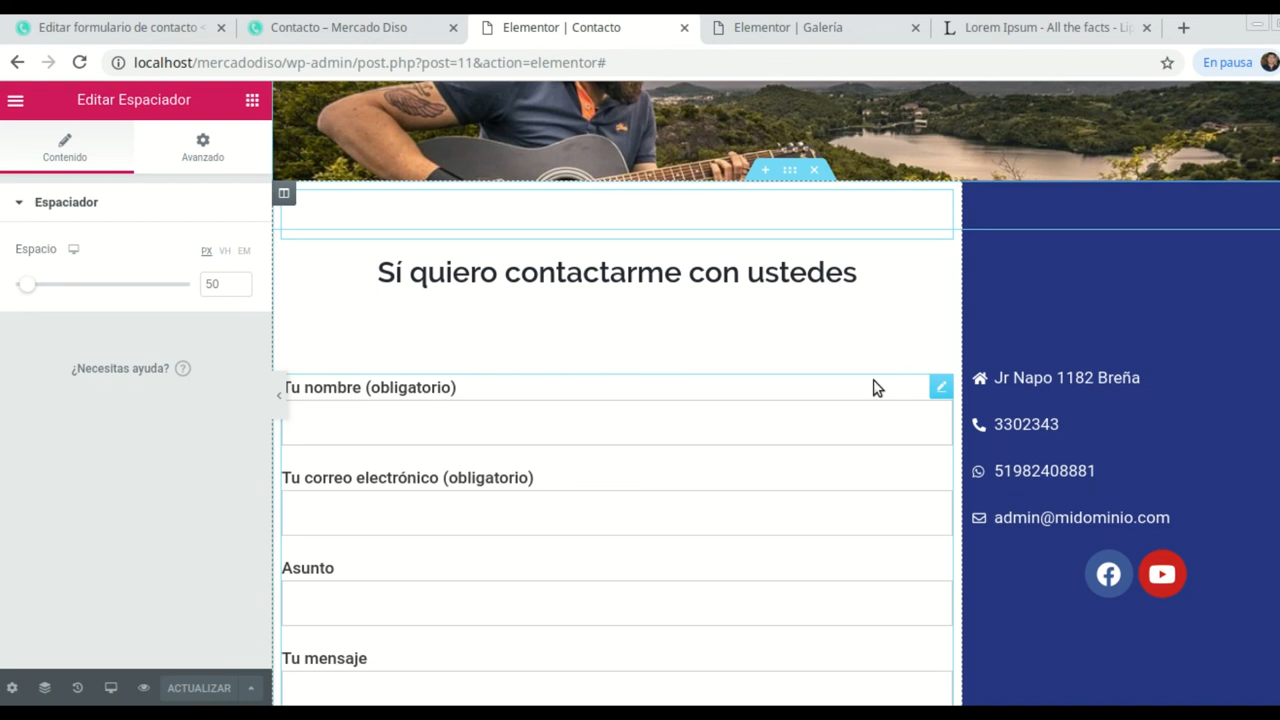 Editar formulario de contacto
Contacto – Mercado Diso
Elementor | Contacto
Elementor | Galería
Lorem Ipsum - All the facts - Lip
localhost/mercadodiso/wp-admin/post.php?post=11&action=elementor#
En pausa
Editar Espaciador
Contenido
Avanzado
Espaciador
Espacio
PX VH EM
50
¿Necesitas ayuda?
ACTUALIZAR
Sí quiero contactarme con ustedes
Tu nombre (obligatorio)
Tu correo electrónico (obligatorio)
Asunto
Tu mensaje
Jr Napo 1182 Breña
3302343
51982408881
admin@midominio.com